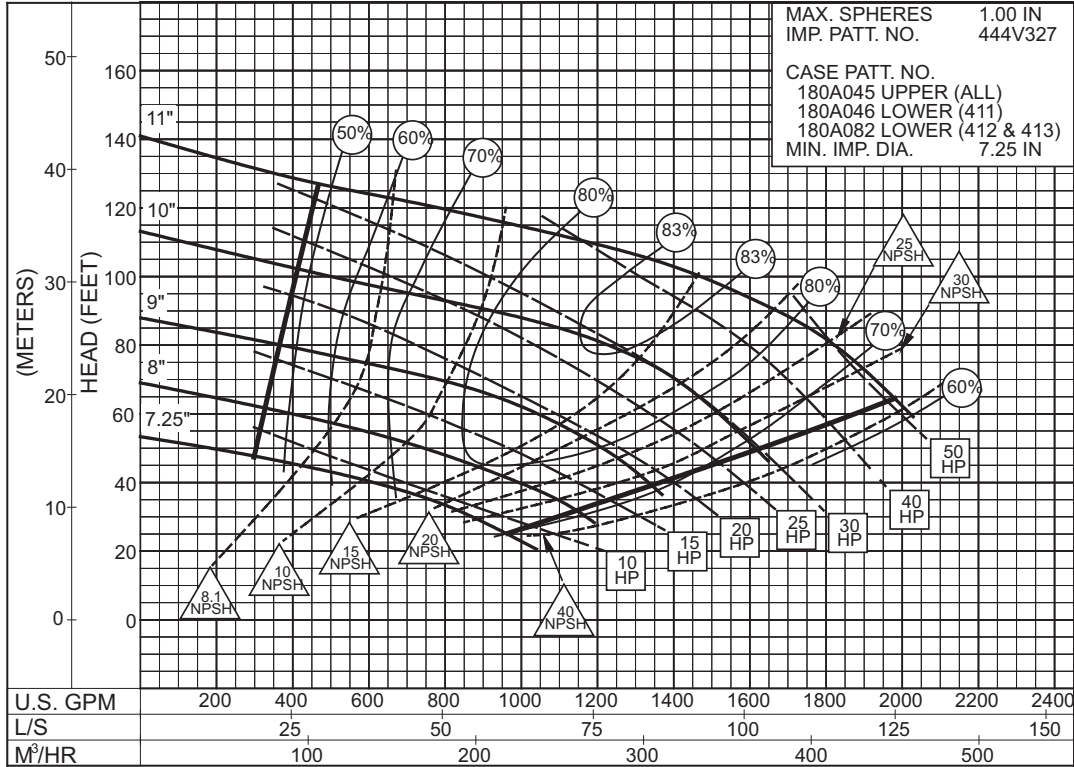 MAX. SPHERES 1.00 IN
IMP. PATT. NO. 444V327
CASE PATT. NO.
180A045 UPPER (ALL)
180A046 LOWER (411)
180A082 LOWER (412 & 413)
MIN. IMP. DIA. 7.25 IN
(METERS)
50
40
30
20
10
0
HEAD (FEET)
160
140
120
100
80
60
40
20
0
11"
10"
9"
8"
7.25"
50%
60%
70%
80%
83%
83%
80%
70%
60%
25
NPSH
30
NPSH
8.1
NPSH
10
NPSH
15
NPSH
20
NPSH
40
NPSH
10
HP
15
HP
20
HP
25
HP
30
HP
40
HP
50
HP
U.S. GPM 200 400 600 800 1000 1200 1400 1600 1800 2000 2200 2400
L/S 25 50 75 100 125 150
M³/HR 100 200 300 400 500